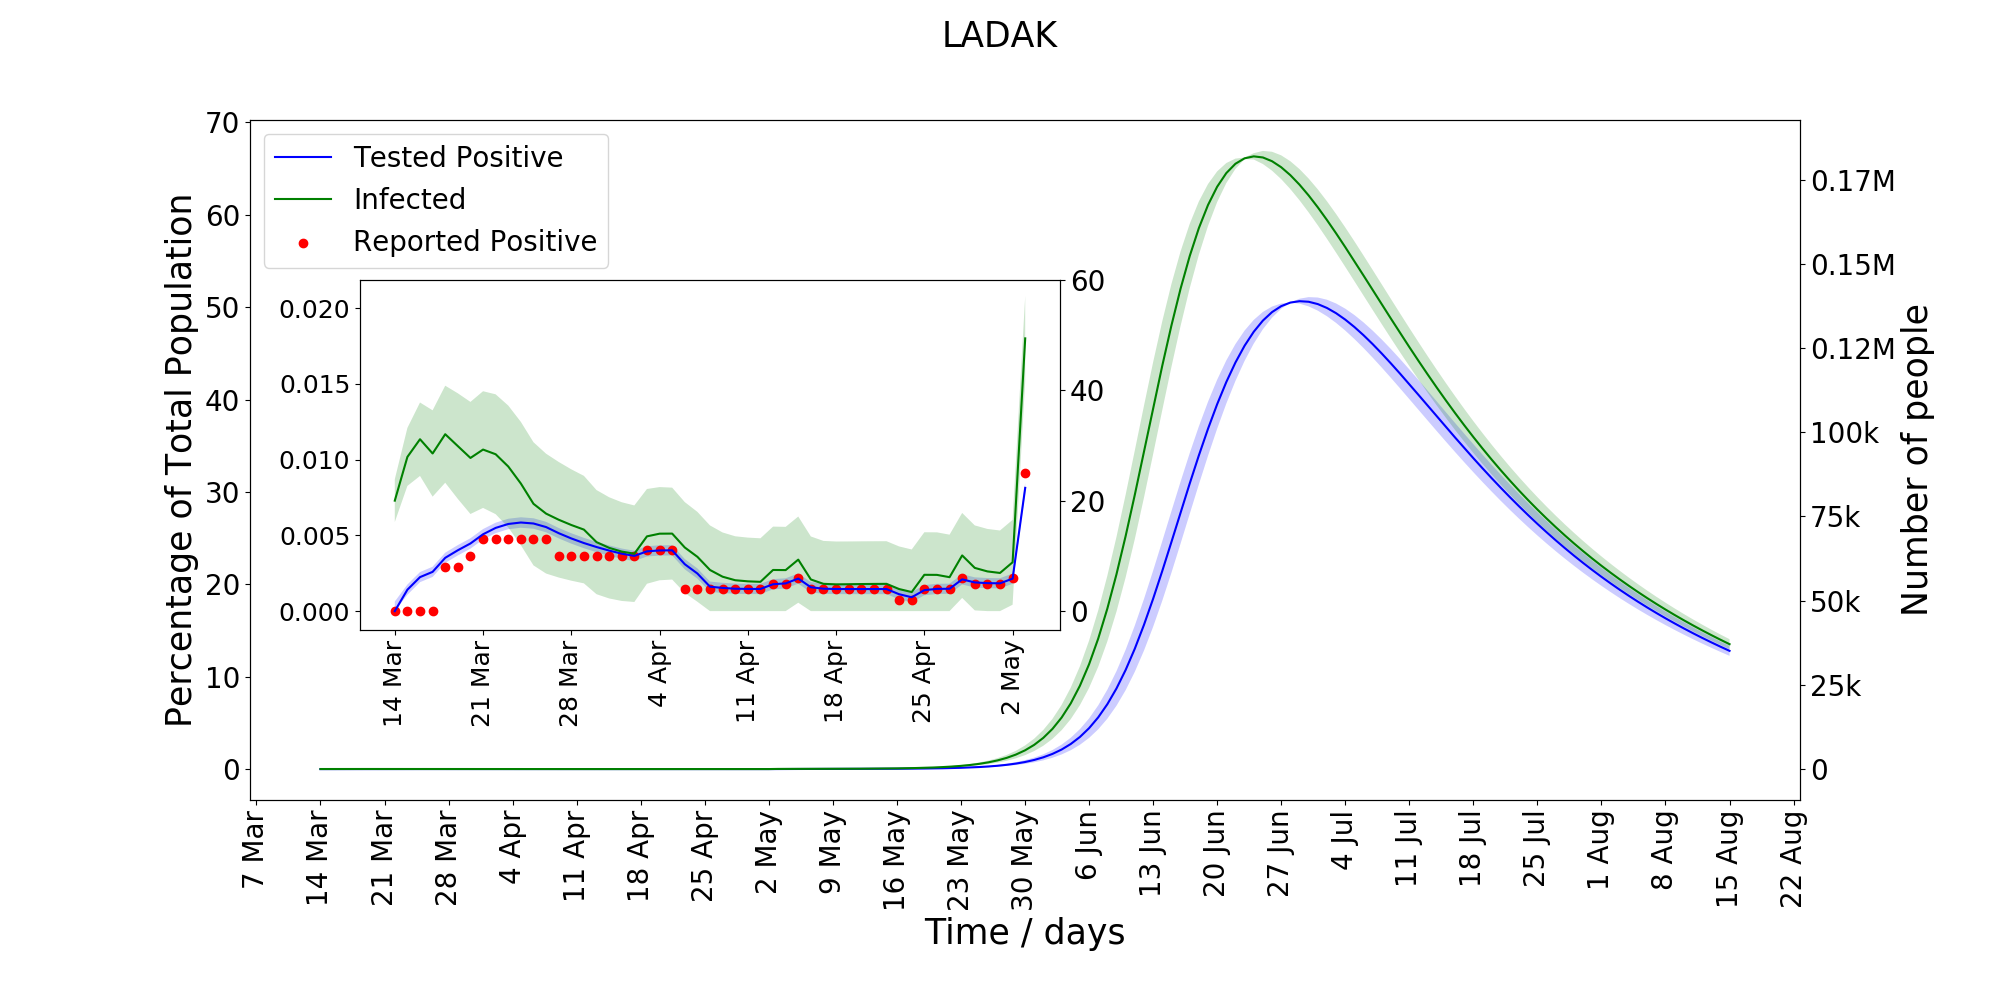 LADAK
Percentage of Total Population
70
60
50
40
30
20
10
0
Tested Positive
Infected
Reported Positive
0.020
0.015
0.010
0.005
0.000
60
40
20
0
14 Mar
21 Mar
28 Mar
4 Apr
11 Apr
18 Apr
25 Apr
2 May
0.17M
0.15M
0.12M
100k
75k
50k
25k
0
Number of people
7 Mar
14 Mar
21 Mar
28 Mar
4 Apr
11 Apr
18 Apr
25 Apr
2 May
9 May
16 May
23 May
30 May
6 Jun
13 Jun
20 Jun
27 Jun
4 Jul
11 Jul
18 Jul
25 Jul
1 Aug
8 Aug
15 Aug
22 Aug
Time / days